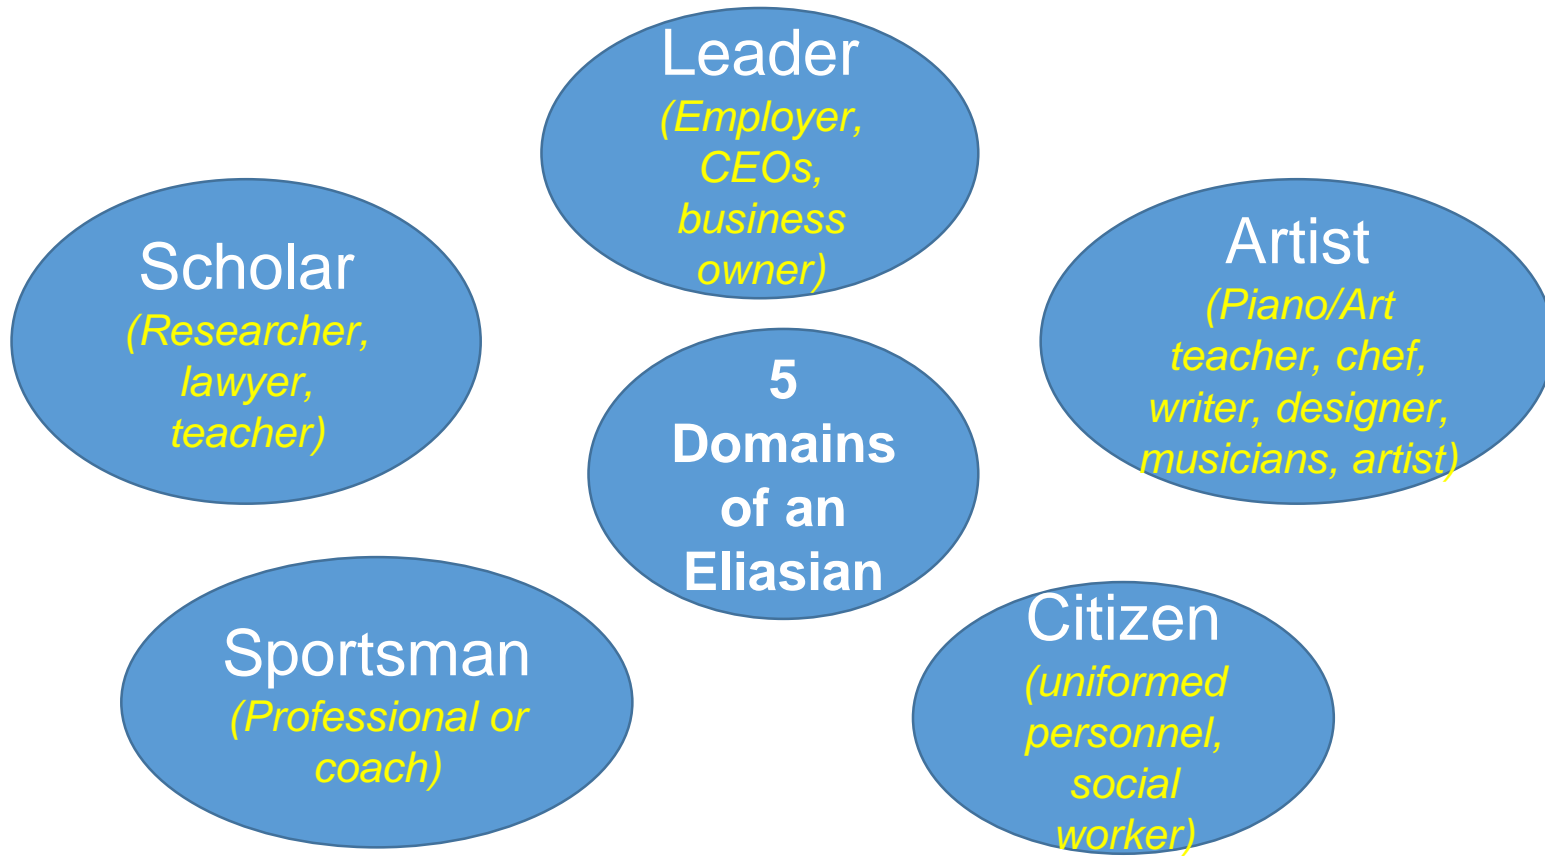 Leader
(Employer,
CEOs,
business
owner)
Scholar
(Researcher,
lawyer,
teacher)
Artist
(Piano/Art
teacher, chef,
writer, designer,
musicians, artist)
5
Domains
of an
Eliasian
Sportsman
(Professional or
coach)
Citizen
(uniformed
personnel,
social
worker)